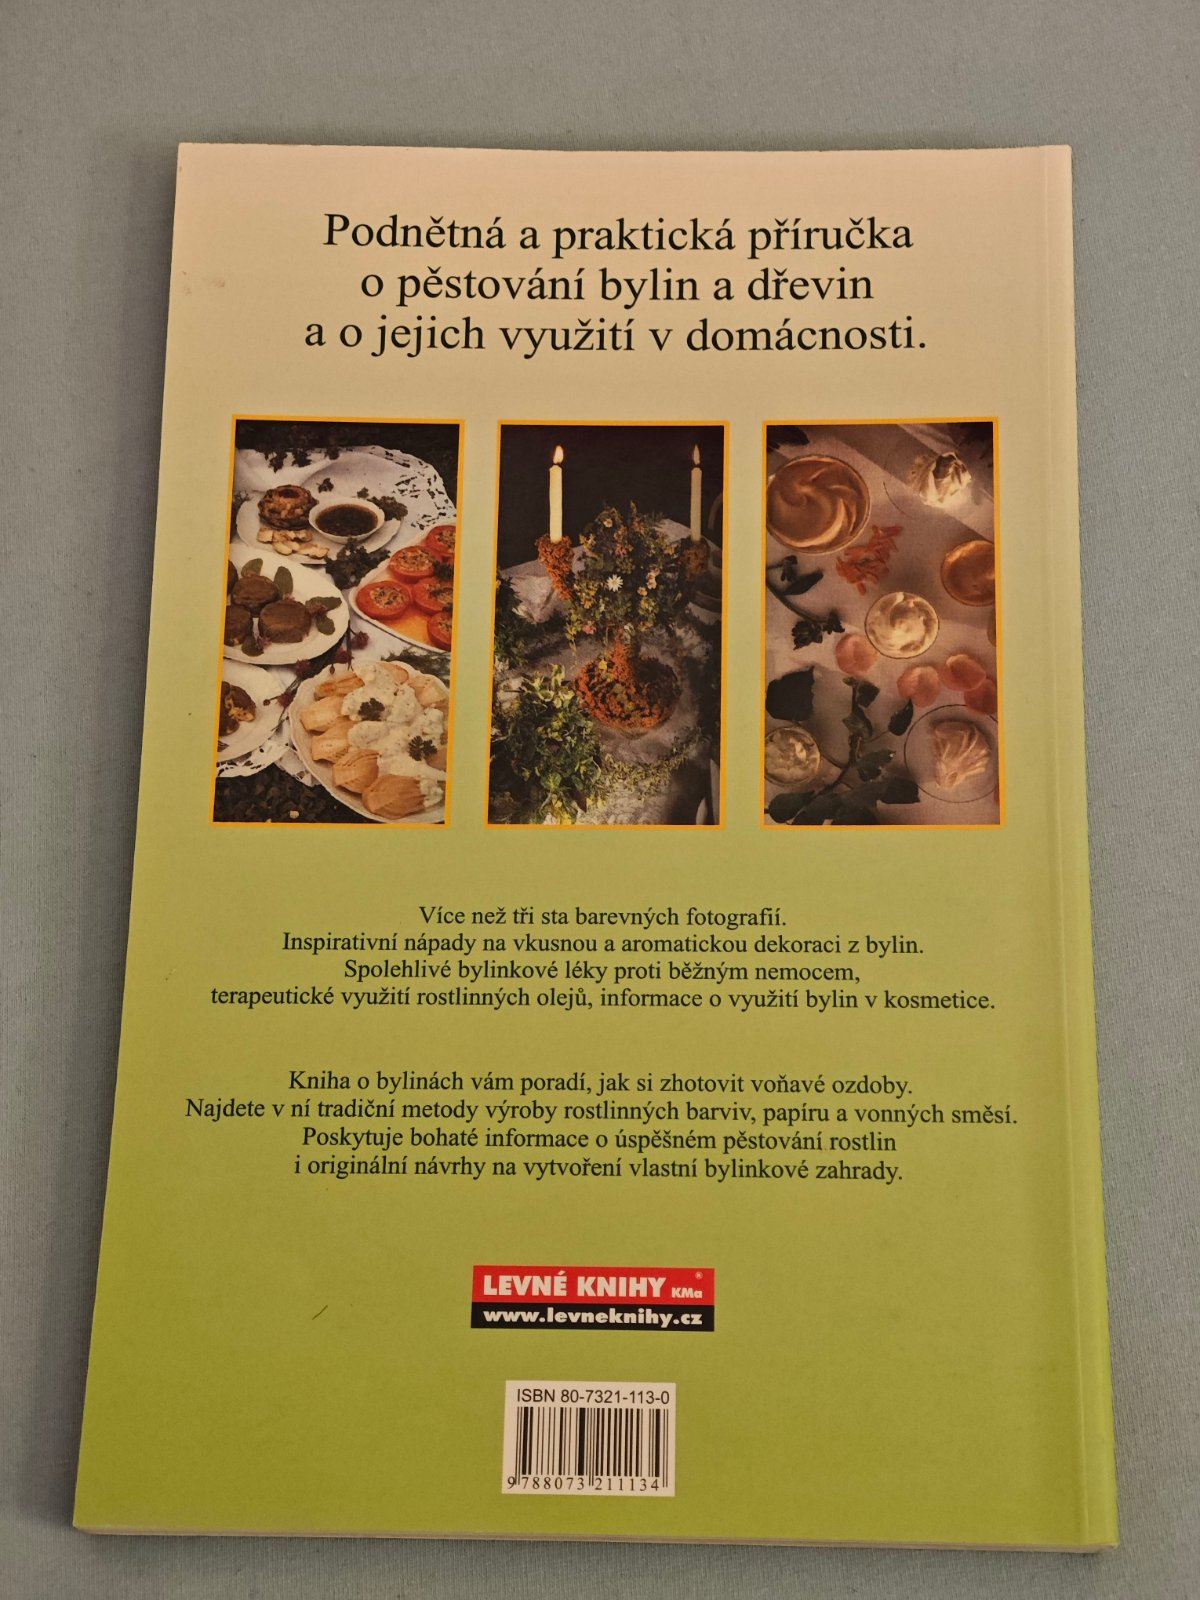 Podnětná a praktická příručka
o pěstování bylin a dřevin
a o jejich využití v domácnosti.
Více než tři sta barevných fotografií.
Inspirativní nápady na vkusnou a aromatickou dekoraci z bylin.
Spolehlivé bylinkové léky proti běžným nemocem,
terapeutické využití rostlinných olejů, informace o využití bylin v kosmetice.
Kniha o bylinách vám poradí, jak si zhotovit voňavé ozdoby.
Najdete v ní tradiční metody výroby rostlinných barviv, papíru a vonných směsí.
Poskytuje bohaté informace o úspěšném pěstování rostlin
i originální návrhy na vytvoření vlastní bylinkové zahrady.
LEVNÉ KNIHY KMa®
www.levneknihy.cz
ISBN 80-7321-113-0
9 788073 211134